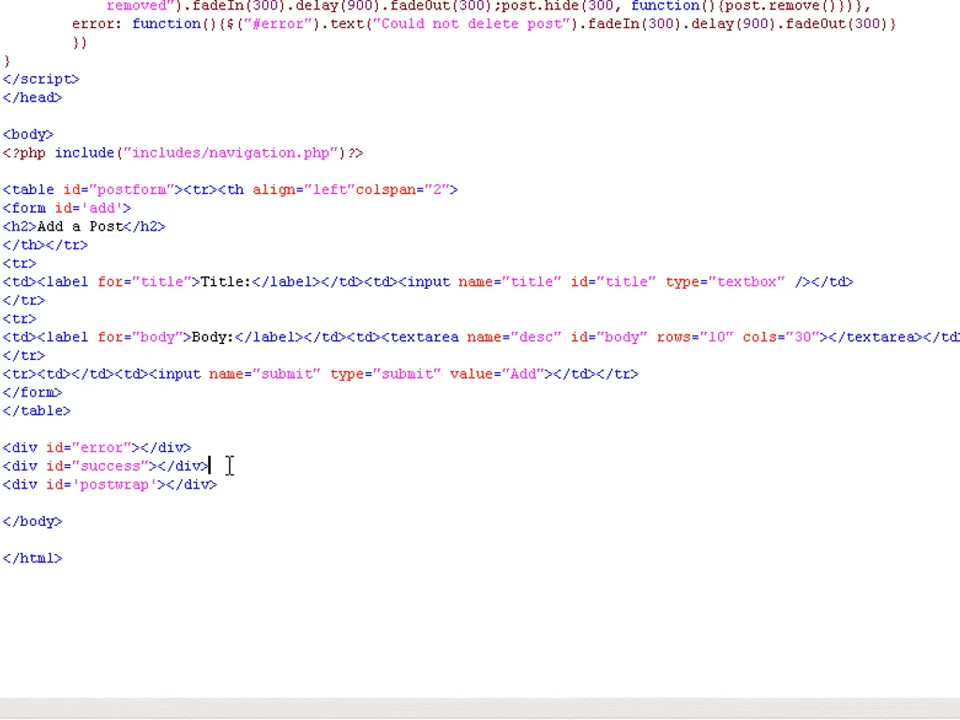 removed").fadeIn(300).delay(900).fadeOut(300);post.hide(300, function(){post.remove()})},
error: function(){$("#error").text("Could not delete post").fadeIn(300).delay(900).fadeOut(300)}
})
}
</script>
</head>
<body>
<?php include("includes/navigation.php")?>
<table id="postform"><tr><th align="left"colspan="2">
<form id='add'>
<h2>Add a Post</h2>
</th></tr>
<tr>
<td><label for="title">Title:</label></td><td><input name="title" id="title" type="textbox" /></td>
</tr>
<tr>
<td><label for="body">Body:</label></td><td><textarea name="desc" id="body" rows="10" cols="30"></textarea></td
</tr>
<tr><td></td><td><input name="submit" type="submit" value="Add"></td></tr>
</form>
</table>
<div id="error"></div>
<div id="success"></div>
<div id='postwrap'></div>
</body>
</html>